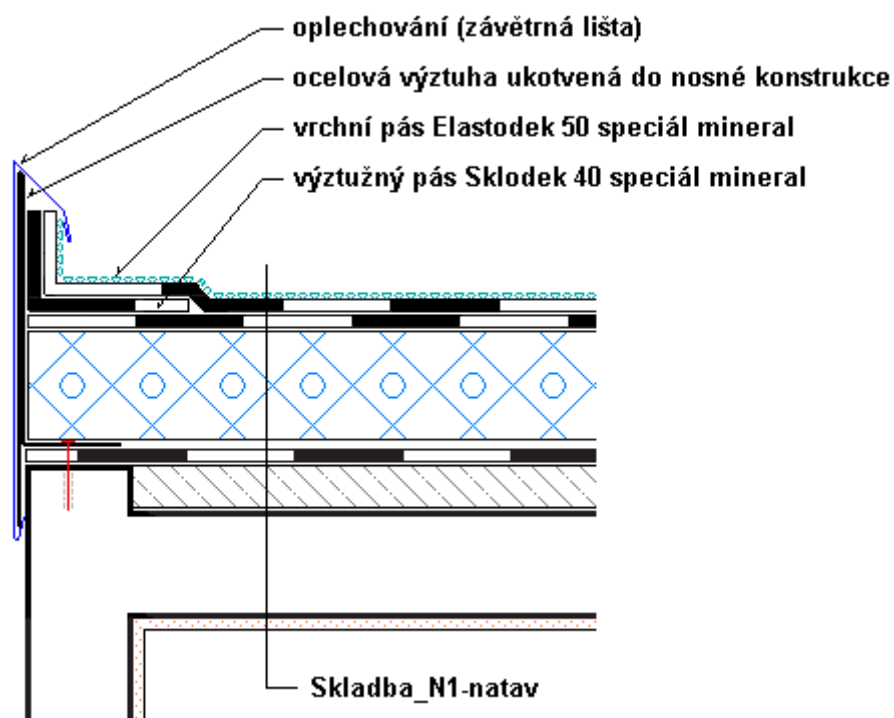 oplechování (závětrná lišta)
ocelová výztuha ukotvená do nosné konstrukce
vrchní pás Elastodek 50 speciál mineral
výztužný pás Sklodek 40 speciál mineral
Skladba_N1-natav